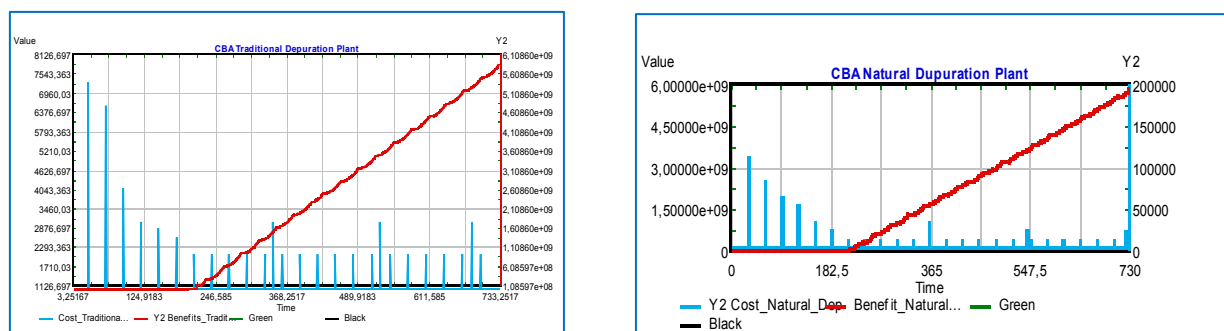 Value
CBA Traditional Depuration Plant
Y2
8126,697
7543,363
6960,03
6376,697
5793,363
5210,03
4626,697
4043,363
3460,03
2876,697
2293,363
1710,03
1126,697
6,10860e+09
5,60860e+09
5,10860e+09
4,60860e+09
4,10860e+09
3,60860e+09
3,10860e+09
2,60860e+09
2,10860e+09
1,60860e+09
1,10860e+09
6,08597e+08
1,08597e+08
3,25167 124,9183 246,585 368,2517 489,9183 611,585 733,2517
Time
Cost_Traditiona... Y2 Benefits_Tradit... Green Black
Value
CBA Natural Dupuration Plant
Y2
6,00000e+09
4,50000e+09
3,00000e+09
1,50000e+09
0
200000
150000
100000
50000
0
0 182,5 365 547,5 730
Time
Y2 Cost_Natural_Dep Benefit_Natural... Green
Black